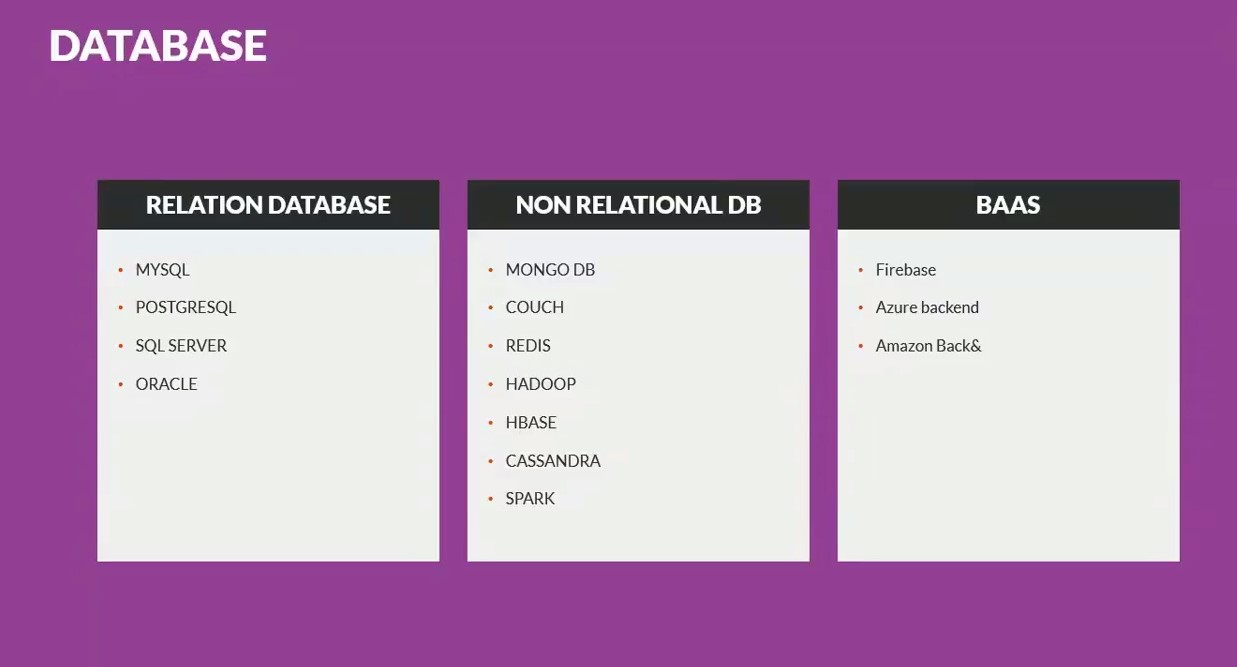 DATABASE
RELATION DATABASE
• MYSQL
• POSTGRESQL
• SQL SERVER
• ORACLE
NON RELATIONAL DB
• MONGO DB
• COUCH
• REDIS
• HADOOP
• HBASE
• CASSANDRA
• SPARK
BAAS
• Firebase
• Azure backend
• Amazon Back&